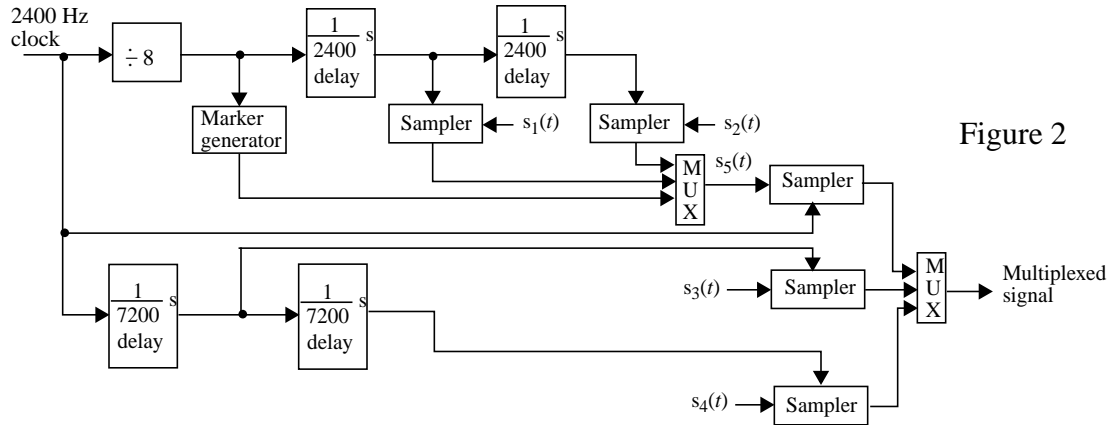 2400 Hz
clock
÷ 8
1
2400
s
delay
1
2400
s
delay
Marker
generator
Sampler
s1(t)
Sampler
s2(t)
Figure 2
M
U
X
s5(t)
Sampler
1
7200
s
delay
1
7200
s
delay
s3(t)
Sampler
M
U
X
Multiplexed
signal
s4(t)
Sampler